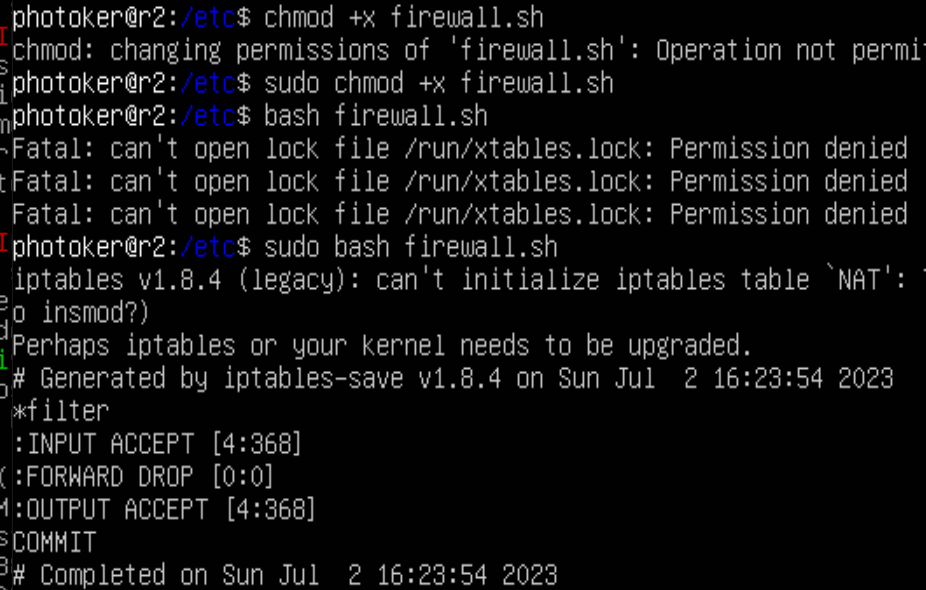 photoker@r2:/etc$ chmod +x firewall.sh
chmod: changing permissions of 'firewall.sh': Operation not
photoker@r2:/etc$ sudo chmod +x firewall.sh
photoker@r2:/etc$ bash firewall.sh
Fatal: can't open lock file /run/xtables.lock: Permission denied
Fatal: can't open lock file /run/xtables.lock: Permission denied
Fatal: can't open lock file /run/xtables.lock: Permission denied
photoker@r2:/etc$ sudo bash firewall.sh
iptables v1.8.4 (legacy): can't initialize iptables table `NAT':
o insmod?)
Perhaps iptables or your kernel needs to be upgraded.
# Generated by iptables-save v1.8.4 on Sun Jul  2 16:23:54 2023
*filter
:INPUT ACCEPT [4:368]
:FORWARD DROP [0:0]
:OUTPUT ACCEPT [4:368]
COMMIT
# Completed on Sun Jul  2 16:23:54 2023